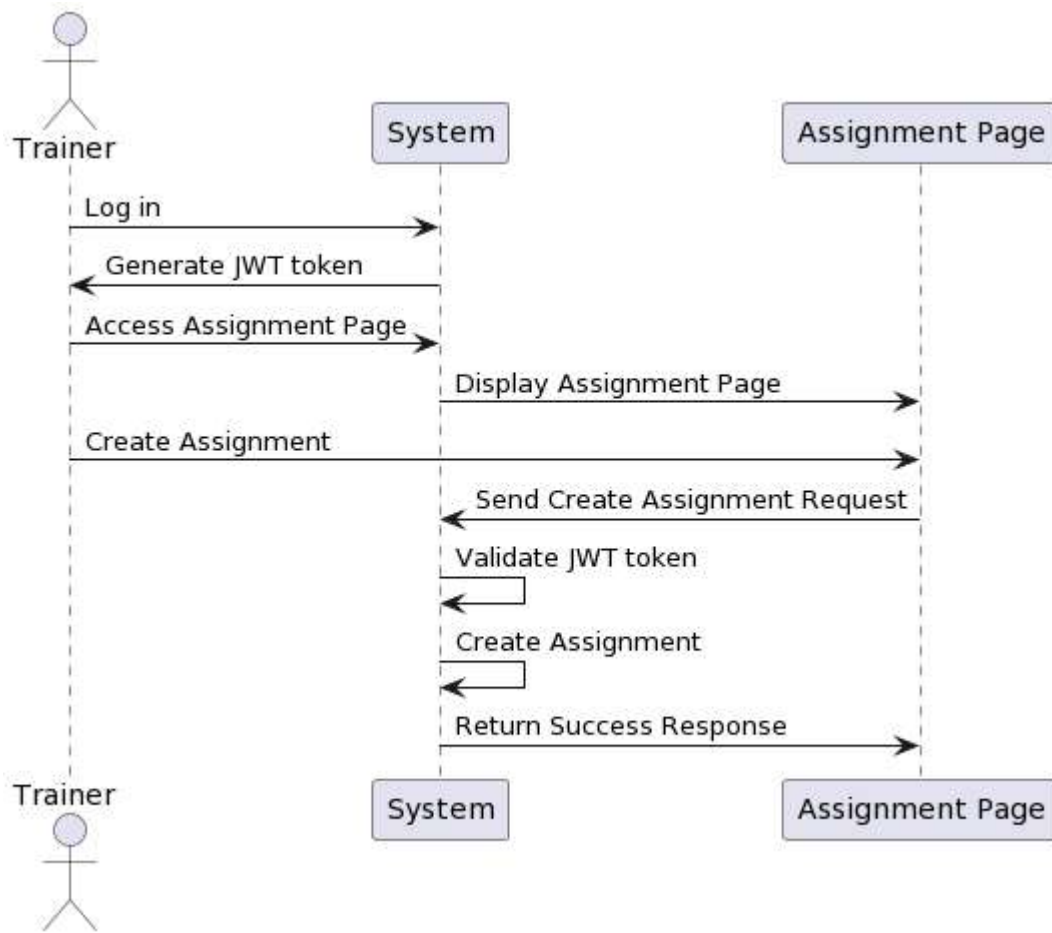 Trainer
System
Assignment Page
Log in
Generate JWT token
Access Assignment Page
Display Assignment Page
Create Assignment
Send Create Assignment Request
Validate JWT token
Create Assignment
Return Success Response
Trainer
System
Assignment Page